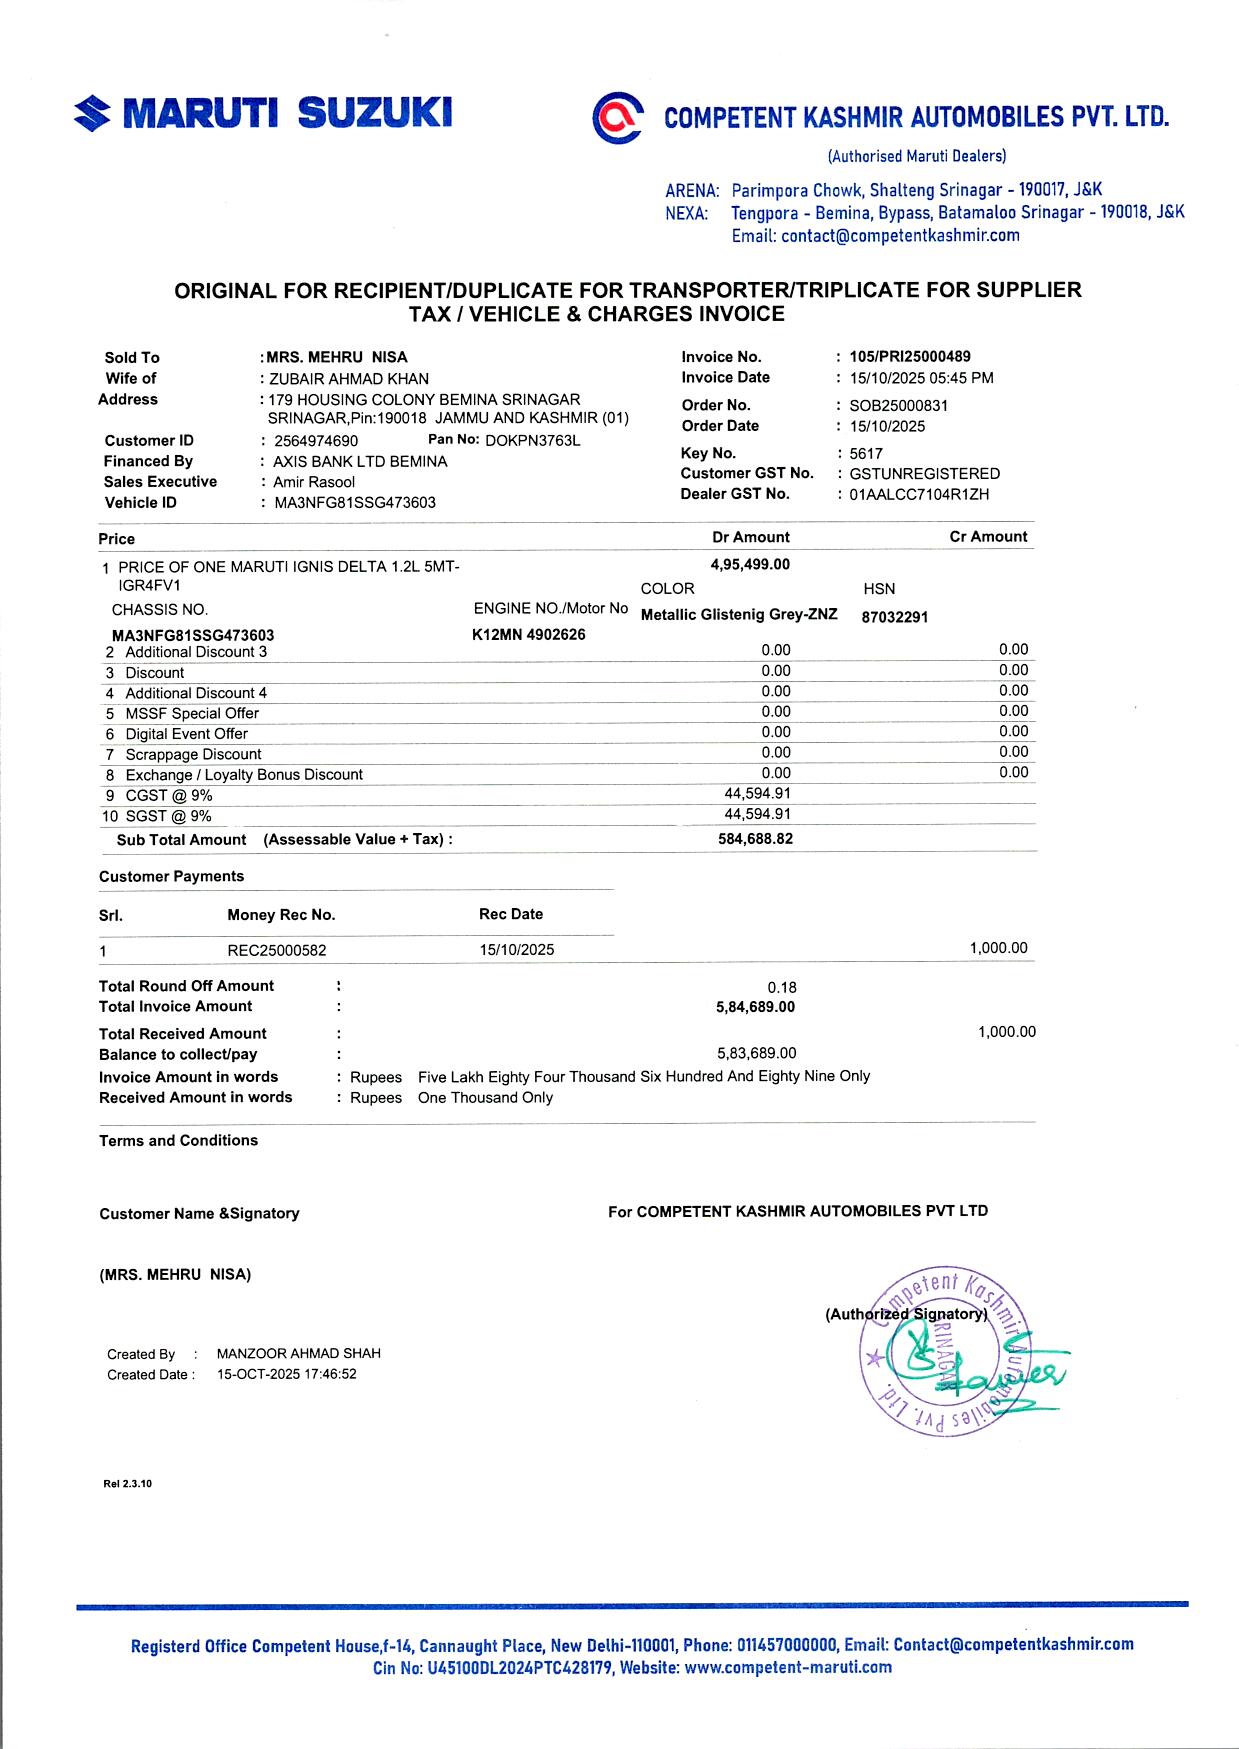 MARUTI SUZUKI
COMPETENT KASHMIR AUTOMOBILES PVT. LTD.
(Authorised Maruti Dealers)
ARENA: Parimpora Chowk, Shalteng Srinagar - 190017, J&K
NEXA: Tengpora - Bemina, Bypass, Batamaloo Srinagar - 190018, J&K
Email: contact@competentkashmir.com
ORIGINAL FOR RECIPIENT/DUPLICATE FOR TRANSPORTER/TRIPLICATE FOR SUPPLIER
TAX / VEHICLE & CHARGES INVOICE
Sold To : MRS. MEHRU NISA
Wife of : ZUBAIR AHMAD KHAN
Address : 179 HOUSING COLONY BEMINA SRINAGAR
SRINAGAR,Pin:190018 JAMMU AND KASHMIR (01)
Customer ID : 2564974690 Pan No: DOKPN3763L
Financed By : AXIS BANK LTD BEMINA
Sales Executive : Amir Rasool
Vehicle ID : MA3NFG81SSG473603
Invoice No. : 105/PRI25000489
Invoice Date : 15/10/2025 05:45 PM
Order No. : SOB25000831
Order Date : 15/10/2025
Key No. : 5617
Customer GST No. : GSTUNREGISTERED
Dealer GST No. : 01AALCC7104R1ZH
Price Dr Amount Cr Amount
1 PRICE OF ONE MARUTI IGNIS DELTA 1.2L 5MT- 4,95,499.00
IGR4FV1 COLOR HSN
CHASSIS NO. ENGINE NO./Motor No Metallic Glistenig Grey-ZNZ 87032291
MA3NFG81SSG473603 K12MN 4902626
2 Additional Discount 3 0.00 0.00
3 Discount 0.00 0.00
4 Additional Discount 4 0.00 0.00
5 MSSF Special Offer 0.00 0.00
6 Digital Event Offer 0.00 0.00
7 Scrappage Discount 0.00 0.00
8 Exchange / Loyalty Bonus Discount 0.00 0.00
9 CGST @ 9% 44,594.91
10 SGST @ 9% 44,594.91
Sub Total Amount (Assessable Value + Tax) : 584,688.82
Customer Payments
Srl. Money Rec No. Rec Date
1 REC25000582 15/10/2025 1,000.00
Total Round Off Amount : 0.18
Total Invoice Amount : 5,84,689.00
Total Received Amount : 1,000.00
Balance to collect/pay : 5,83,689.00
Invoice Amount in words : Rupees Five Lakh Eighty Four Thousand Six Hundred And Eighty Nine Only
Received Amount in words : Rupees One Thousand Only
Terms and Conditions
Customer Name &Signatory
For COMPETENT KASHMIR AUTOMOBILES PVT LTD
(MRS. MEHRU NISA)
(Authorized Signatory)
Competent Kashmir Automobiles Pvt. Ltd.
SRINAGAR
Created By : MANZOOR AHMAD SHAH
Created Date : 15-OCT-2025 17:46:52
Rel 2.3.10
Registerd Office Competent House,f-14, Cannaught Place, New Delhi-110001, Phone: 011457000000, Email: Contact@competentkashmir.com
Cin No: U45100DL2024PTC428179, Website: www.competent-maruti.com